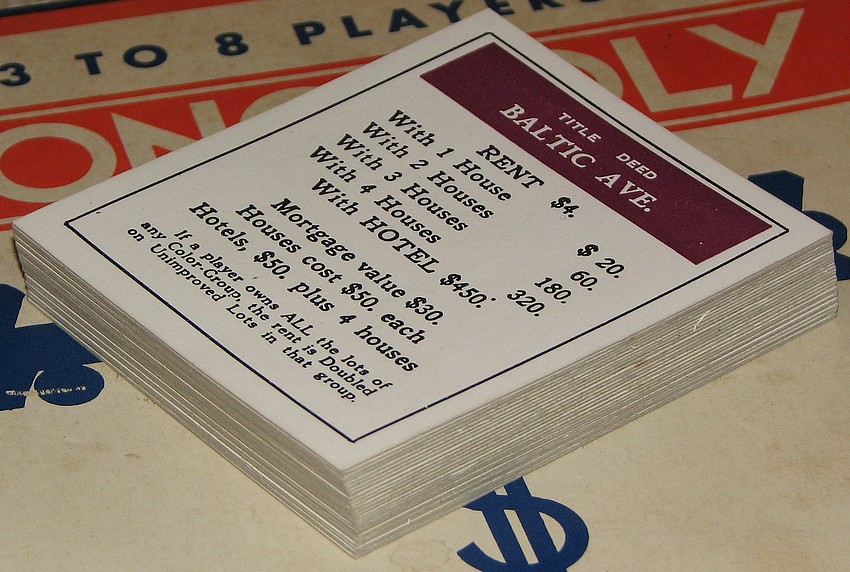 3 TO 8 PLAYERS
MONOPOLY
TITLE DEED
BALTIC AVE.
RENT $4.
With 1 House $ 20.
With 2 Houses 60.
With 3 Houses 180.
With 4 Houses 320.
With HOTEL $450.
Mortgage value $30.
Houses cost $50. each
Hotels, $50. plus 4 houses
If a player owns ALL the lots of
any Color-Group, the rent is Doubled
on Unimproved Lots in that group.
$